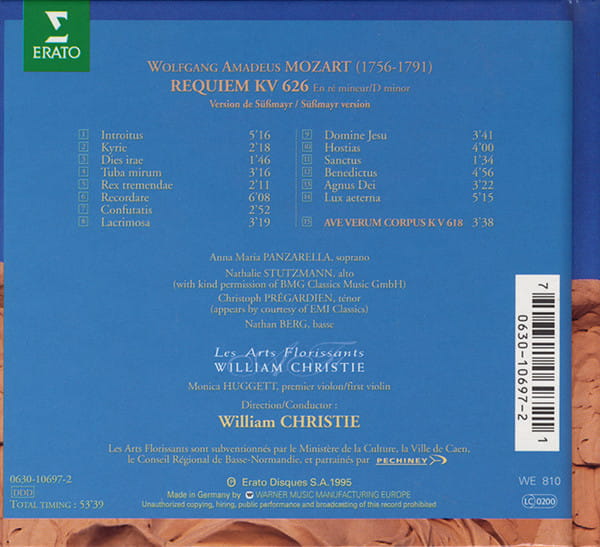 ERATO
WOLFGANG AMADEUS MOZART (1756-1791)
REQUIEM KV 626 En ré mineur/D minor
Version de Süßmayr / Süßmayr version
1 Introitus 5'16
2 Kyrie 2'18
3 Dies irae 1'46
4 Tuba mirum 3'16
5 Rex tremendae 2'11
6 Recordare 6'08
7 Confutatis 2'52
8 Lacrimosa 3'19
9 Domine Jesu 3'41
10 Hostias 4'00
11 Sanctus 1'34
12 Benedictus 4'56
13 Agnus Dei 3'22
14 Lux aeterna 5'15
15 AVE VERUM CORPUS KV 618 3'38
Anna Maria PANZARELLA, soprano
Nathalie STUTZMANN, alto
(with kind permission of BMG Classics Music GmbH)
Christoph PRÉGARDIEN, ténor
(appears by courtesy of EMI Classics)
Nathan BERG, basse
Les Arts Florissants
WILLIAM CHRISTIE
Monica HUGGETT, premier violon/first violin
Direction/Conductor :
William CHRISTIE
Les Arts Florissants sont subventionnés par le Ministère de la Culture, la Ville de Caen,
le Conseil Régional de Basse-Normandie, et parrainés par PECHINEY
0630-10697-2
DDD
TOTAL TIMING : 53'39
℗ Erato Disques S.A.1995
Made in Germany by WARNER MUSIC MANUFACTURING EUROPE
Unauthorized copying, hiring, public performance and broadcasting of this record prohibited
WE 810
LC 0200
7 0630-10697-2 1